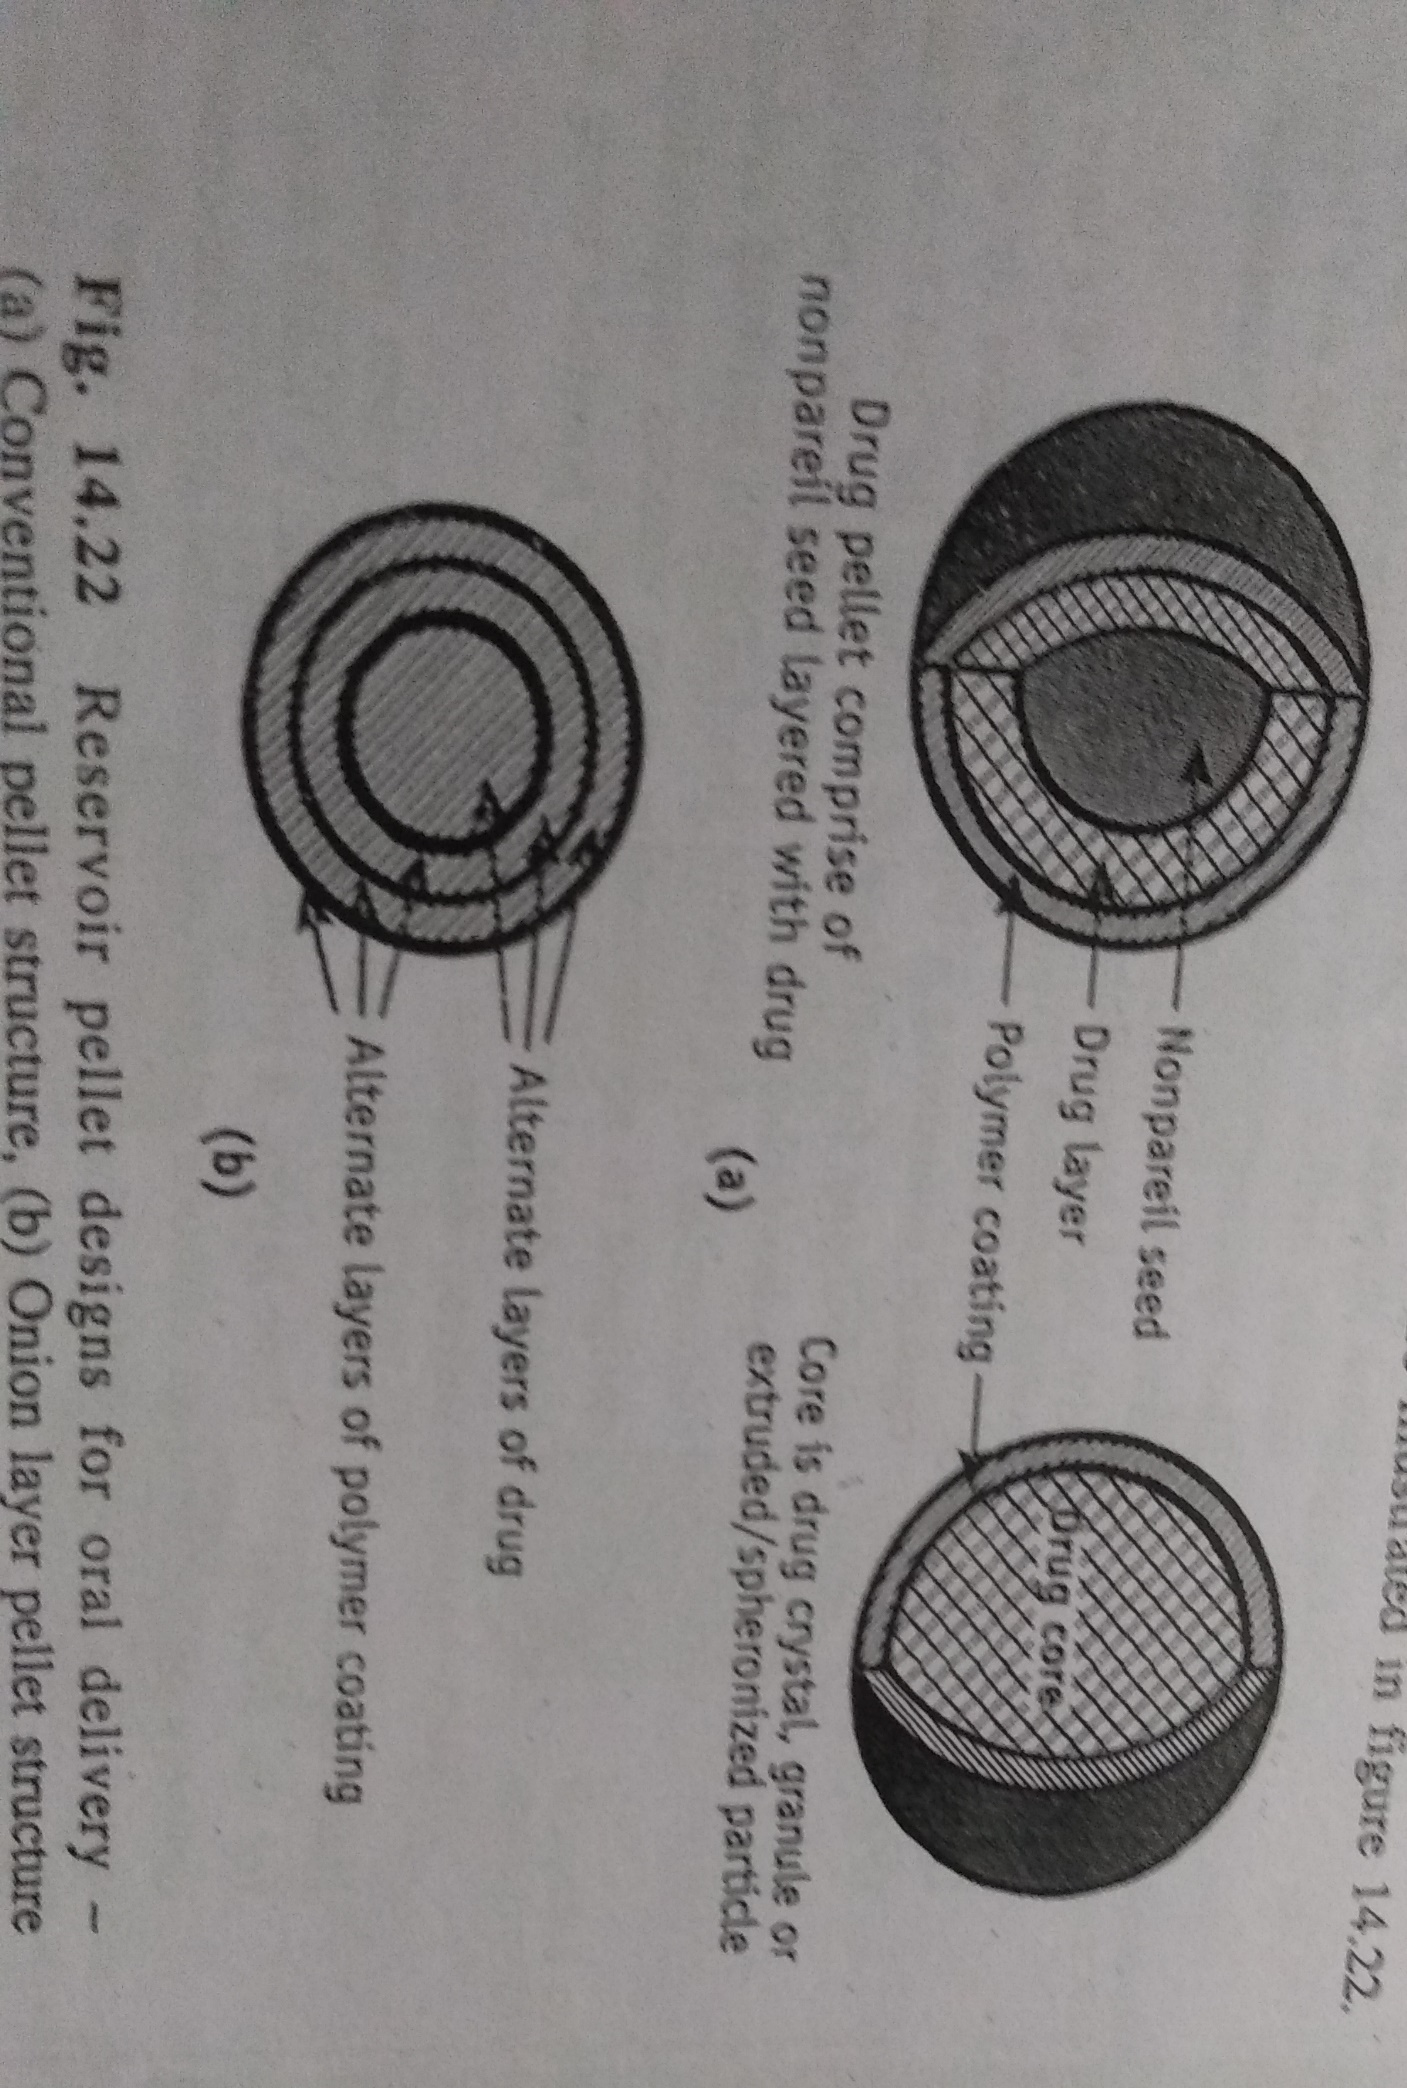 in figure 14.22.
Nonpareil seed
Drug layer
Polymer coating
Drug core
Drug pellet comprise of
nonpareil seed layered with drug
Core is drug crystal, granule or
extruded/spheronized particle
(a)
Alternate layers of drug
Alternate layers of polymer coating
(b)
Fig. 14.22 Reservoir pellet designs for oral delivery –
(a) Conventional pellet structure, (b) Onion layer pellet structure